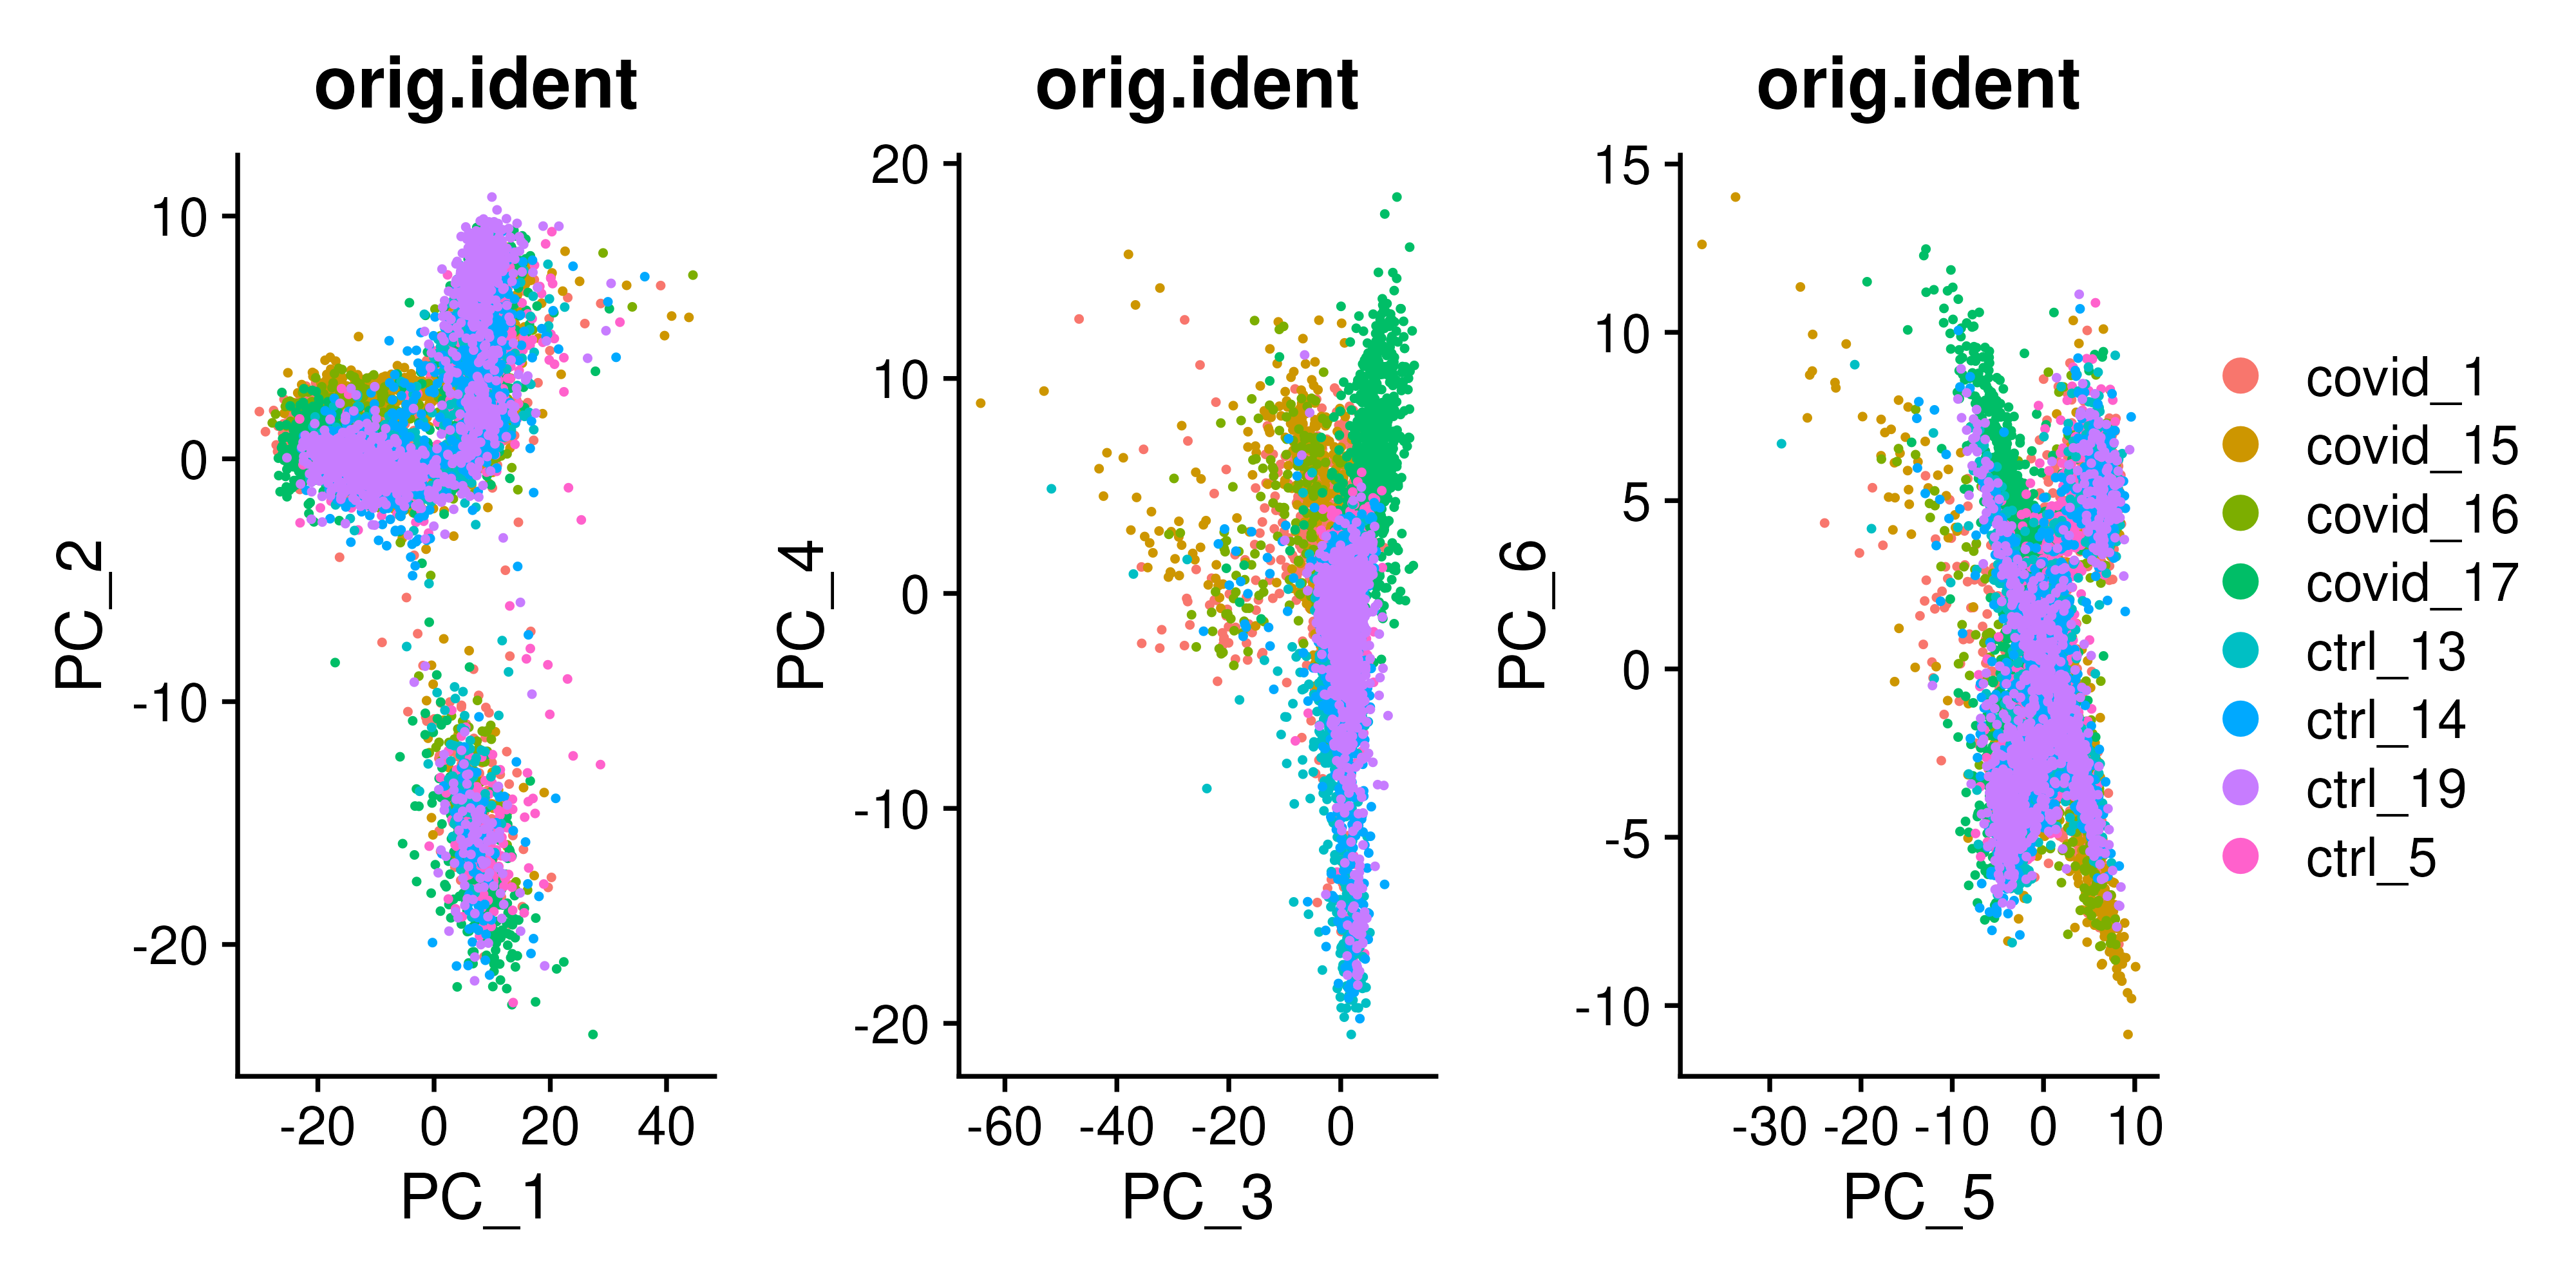 orig.ident
10
0
-10
-20
-20 0 20 40
PC_2
PC_1
orig.ident
20
10
0
-10
-20
-60 -40 -20 0
PC_4
PC_3
orig.ident
15
10
5
0
-5
-10
-30 -20 -10 0 10
PC_6
PC_5
covid_1
covid_15
covid_16
covid_17
ctrl_13
ctrl_14
ctrl_19
ctrl_5